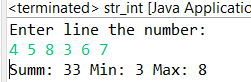 <terminated> str_int [Java Applicatio
Enter line the number:
4 5 8 3 6 7
Summ: 33 Min: 3 Max: 8